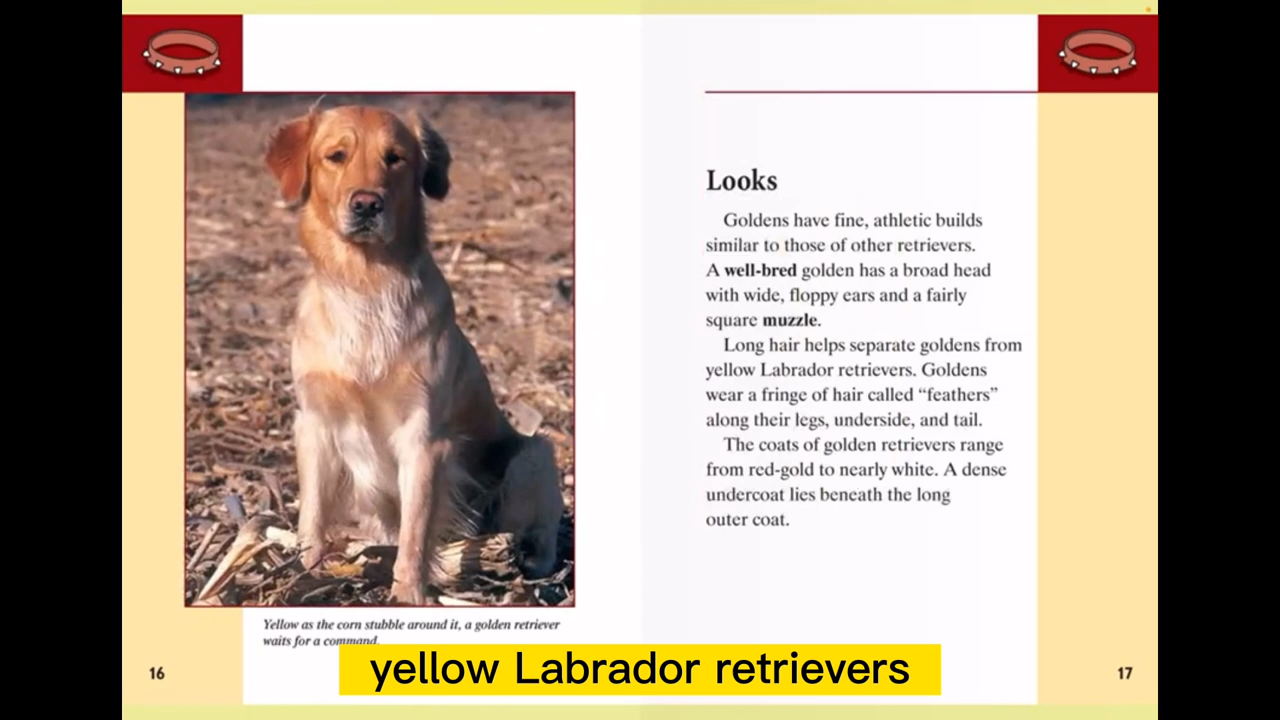 Looks
Goldens have fine, athletic builds
similar to those of other retrievers.
A well-bred golden has a broad head
with wide, floppy ears and a fairly
square muzzle.
Long hair helps separate goldens from
yellow Labrador retrievers. Goldens
wear a fringe of hair called “feathers”
along their legs, underside, and tail.
The coats of golden retrievers range
from red-gold to nearly white. A dense
undercoat lies beneath the long
outer coat.
Yellow as the corn stubble around it, a golden retriever
waits for a command.
16
17
yellow Labrador retrievers